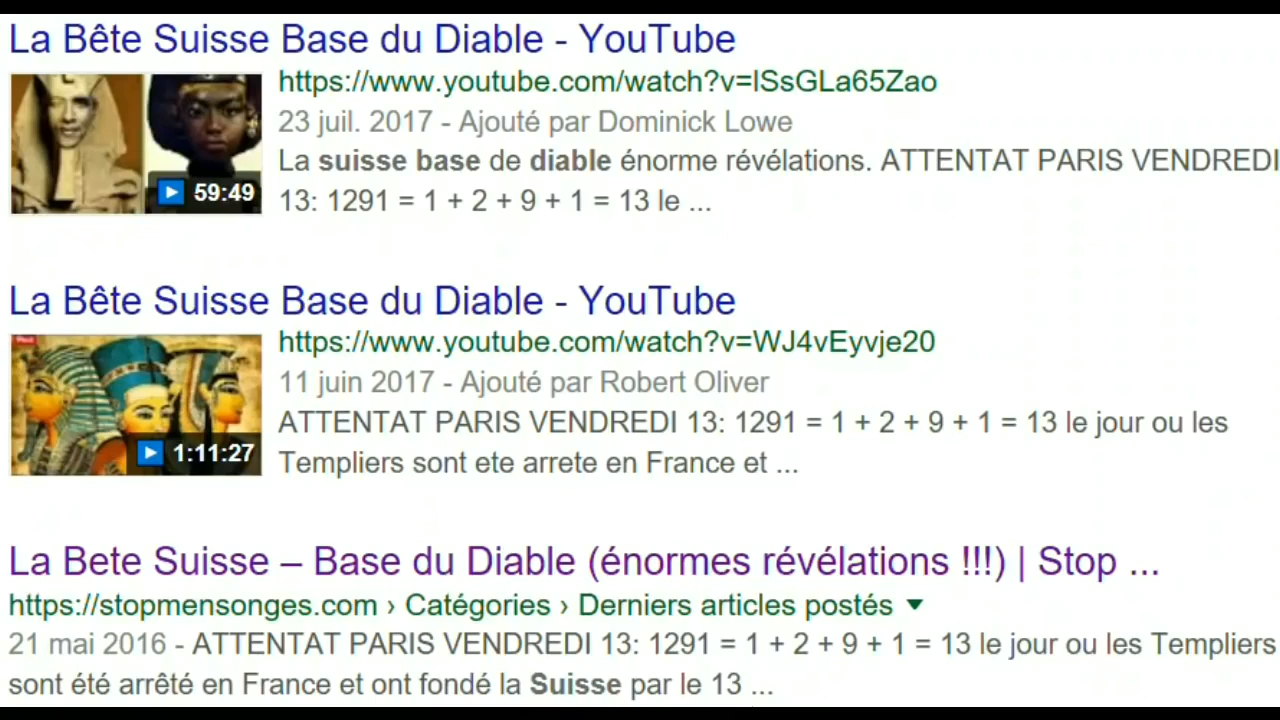 La Bête Suisse Base du Diable - YouTube
https://www.youtube.com/watch?v=lSsGLa65Zao
23 juil. 2017 - Ajouté par Dominick Lowe
La suisse base de diable énorme révélations. ATTENTAT PARIS VENDREDI
59:49
13: 1291 = 1 + 2 + 9 + 1 = 13 le ...
La Bête Suisse Base du Diable - YouTube
https://www.youtube.com/watch?v=WJ4vEyvje20
11 juin 2017 - Ajouté par Robert Oliver
ATTENTAT PARIS VENDREDI 13: 1291 = 1 + 2 + 9 + 1 = 13 le jour ou les
1:11:27
Templiers sont ete arrete en France et ...
La Bete Suisse – Base du Diable (énormes révélations !!!) | Stop ...
https://stopmensonges.com › Catégories › Derniers articles postés
21 mai 2016 - ATTENTAT PARIS VENDREDI 13: 1291 = 1 + 2 + 9 + 1 = 13 le jour ou les Templiers
sont été arrêté en France et ont fondé la Suisse par le 13 ...